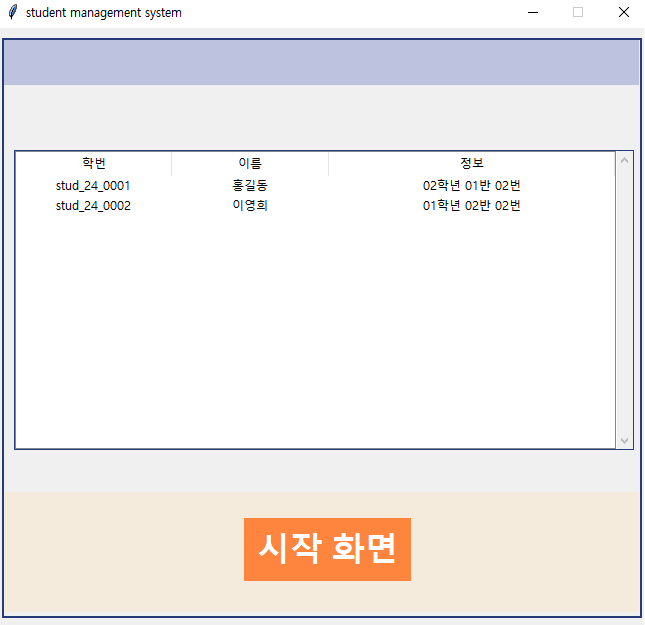 student management system
학번 이름 정보
stud_24_0001 홍길동 02학년 01반 02번
stud_24_0002 이영희 01학년 02반 02번
시작 화면